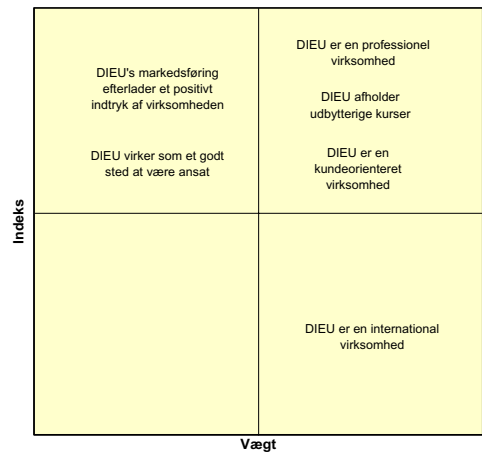 DIEU's markedsføring
efterlader et positivt
indtryk af virksomheden
DIEU virker som et godt
sted at være ansat
DIEU er en professionel
virksomhed
DIEU afholder
udbytterige kurser
DIEU er en
kundeorienteret
virksomhed
DIEU er en international
virksomhed
Indeks
Vægt